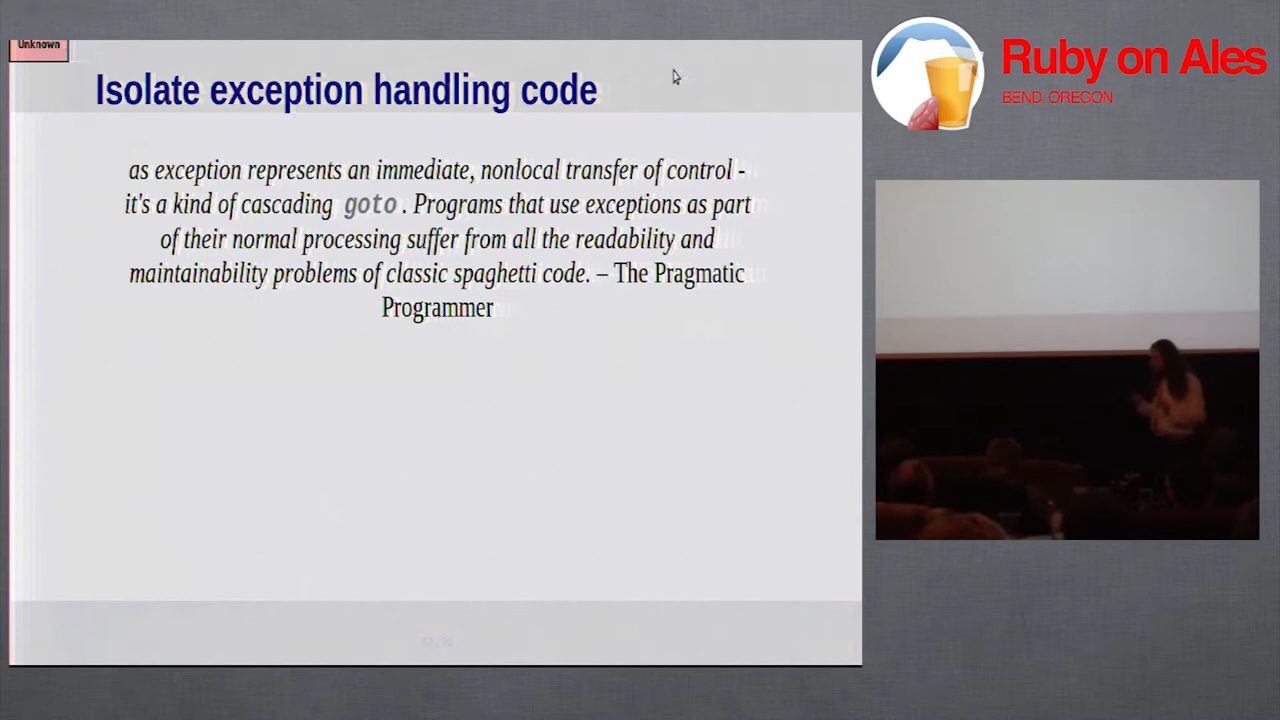 Unknown
Isolate exception handling code
as exception represents an immediate, nonlocal transfer of control -
it's a kind of cascading goto . Programs that use exceptions as part
of their normal processing suffer from all the readability and
maintainability problems of classic spaghetti code. – The Pragmatic
Programmer
Ruby on Ales
BEND OREGON